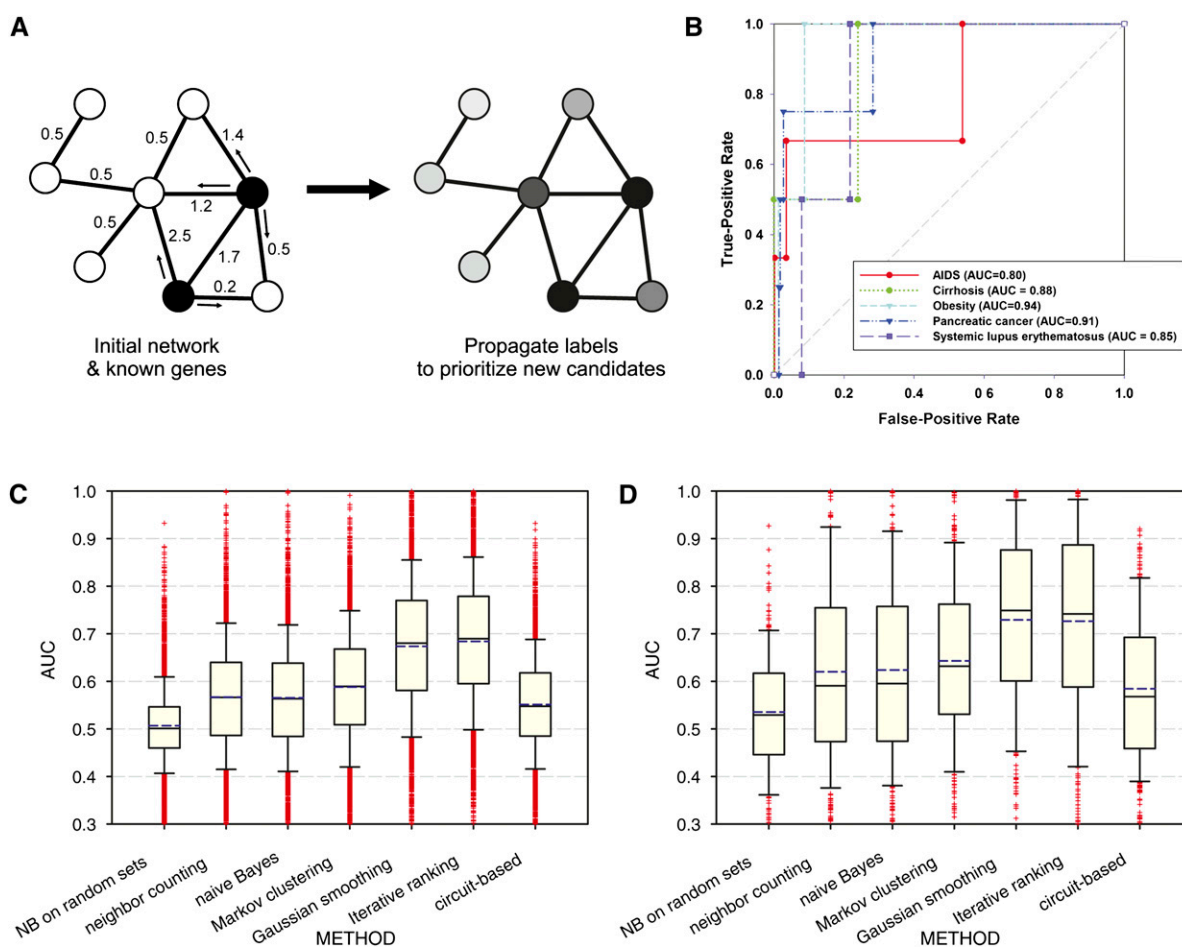 A
0.5
0.5
0.5
0.5
1.4
1.2
2.5
1.7
0.5
0.2
Initial network
& known genes
Propagate labels
to prioritize new candidates
B
1.0
0.8
0.6
0 4
0.2
0.0
True-Positive Rate
AIDS (AUC=0.80)
Cirrhosis (AUC = 0.88)
Obesity (AUC=0.94)
Pancreatic cancer (AUC=0.91)
Systemic lupus erythematosus (AUC = 0.85)
0.0 0.2 0 4 0.6 0 8 1.0
False-Positive Rate
C
1.0
0.9
0.8
0.7
0.6
0.5
0.4
0.3
AUC
NB on random sets
neighbor counting
naive Bayes
Markov clustering
Gaussian smoothing
Iterative ranking
circuit-based
METHOD
D
1.0
0.9
0.8
0.7
0.6
0.5
0.4
0.3
AUC
NB on random sets
neighbor counting
naive Bayes
Markov clustering
Gaussian smoothing
Iterative ranking
circuit-based
METHOD